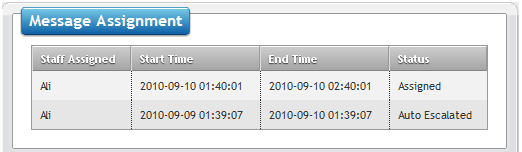 Message Assignment
Staff Assigned Start Time End Time Status
Ali 2010-09-10 01:40:01 2010-09-10 02:40:01 Assigned
Ali 2010-09-09 01:39:07 2010-09-10 01:39:07 Auto Escalated